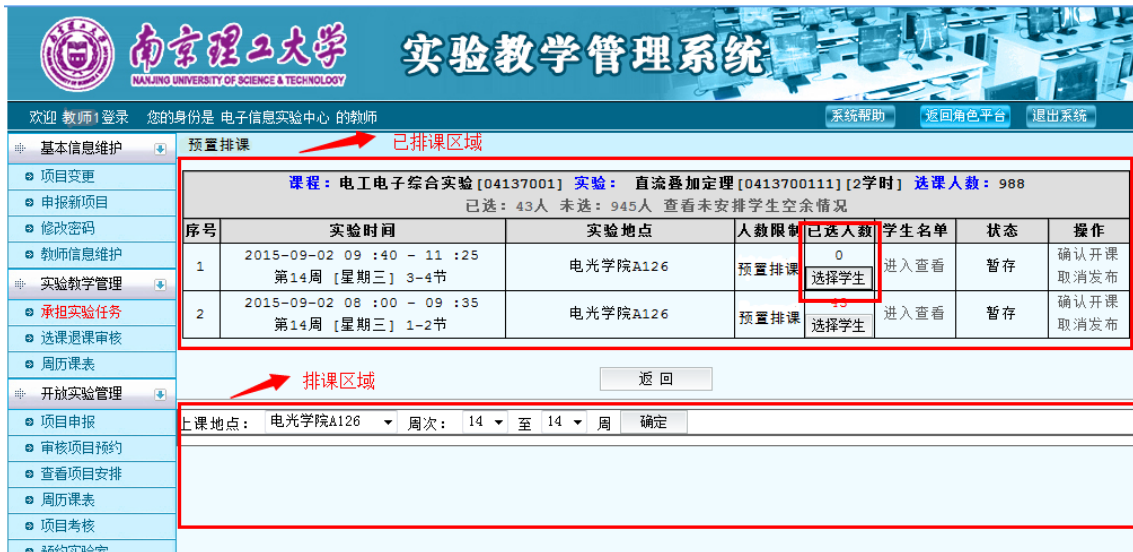 南京理工大学
NANJING UNIVERSITY OF SCIENCE & TECHNOLOGY
实验教学管理系统
欢迎 教师1登录 您的身份是 电子信息实验中心 的教师
系统帮助 返回角色平台 退出系统
基本信息维护
项目变更
申报新项目
修改密码
教师信息维护
实验教学管理
承担实验任务
选课退课审核
周历课表
开放实验管理
项目申报
审核项目预约
查看项目安排
周历课表
项目考核
预约实验室
预置排课
已排课区域
课程：电工电子综合实验[04137001] 实验： 直流叠加定理[0413700111][2学时] 选课人数：988
已选：43人 未选：945人 查看未安排学生空余情况
序号 实验时间 实验地点 人数限制 已选人数 学生名单 状态 操作
1 2015-09-02 09 :40 - 11 :25 第14周 [星期三] 3-4节 电光学院A126 预置排课 0 选择学生 进入查看 暂存 确认开课 取消发布
2 2015-09-02 08 :00 - 09 :35 第14周 [星期三] 1-2节 电光学院A126 预置排课 43 选择学生 进入查看 暂存 确认开课 取消发布
返 回
排课区域
上课地点： 电光学院A126 周次： 14 至 14 周 确定